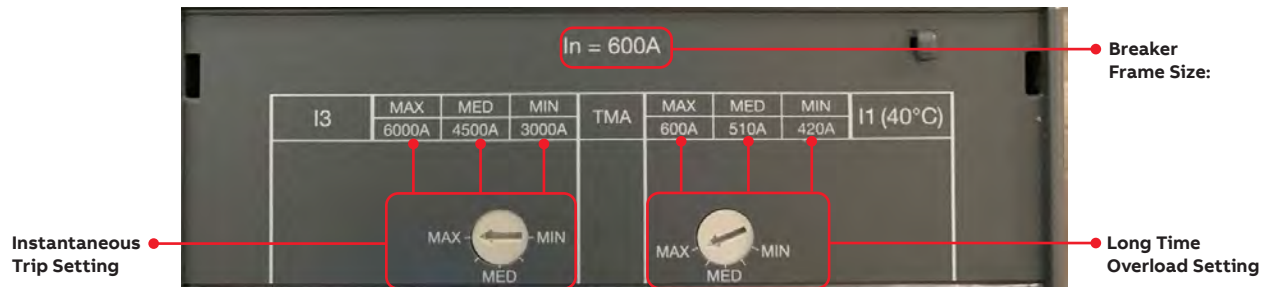 In = 600A
Breaker
Frame Size:
I3
MAX MED MIN
6000A 4500A 3000A
TMA
MAX MED MIN
600A 510A 420A
I1 (40°C)
Instantaneous
Trip Setting
MAX MIN
MED
MAX MIN
MED
Long Time
Overload Setting